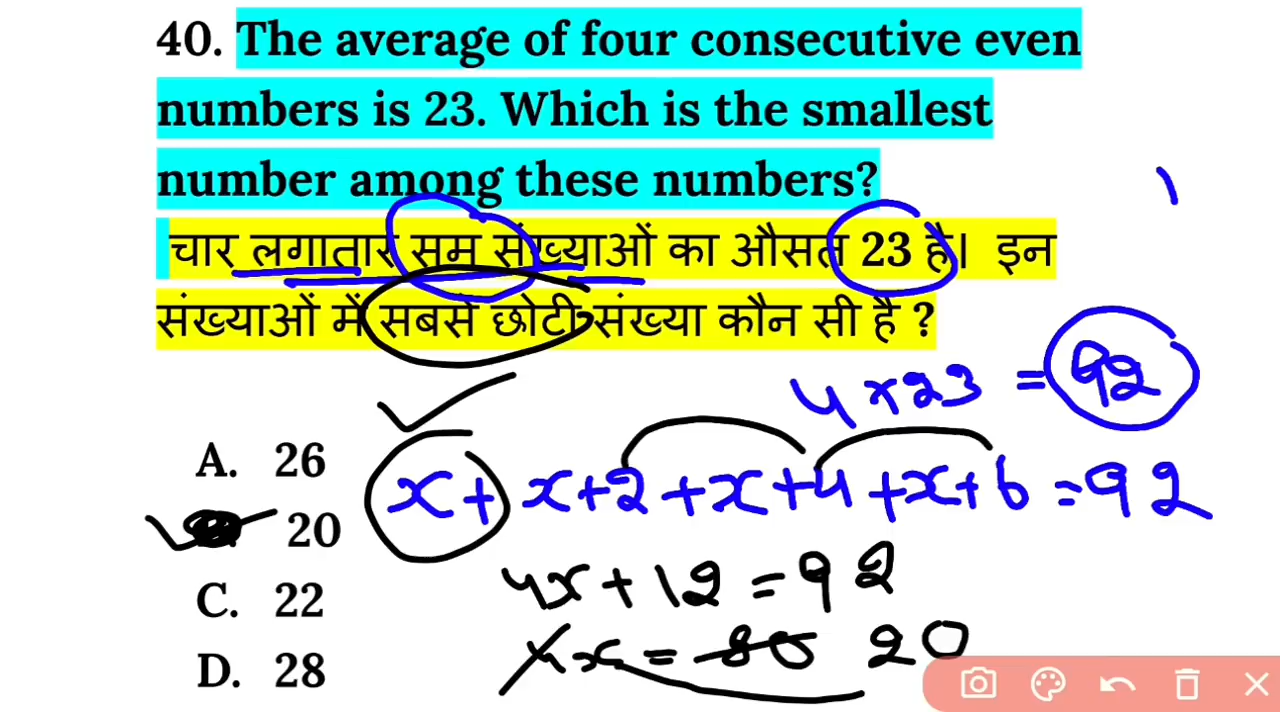 40. The average of four consecutive even
numbers is 23. Which is the smallest
number among these numbers?
चार लगातार सम संख्याओं का औसत 23 है। इन
संख्याओं में सबसे छोटी संख्या कौन सी है ?
4 × 23 = 92
A. 26
x + x+2 + x+4 + x+6 = 92
20
4x + 12 = 92
C. 22
4x = 80 20
D. 28